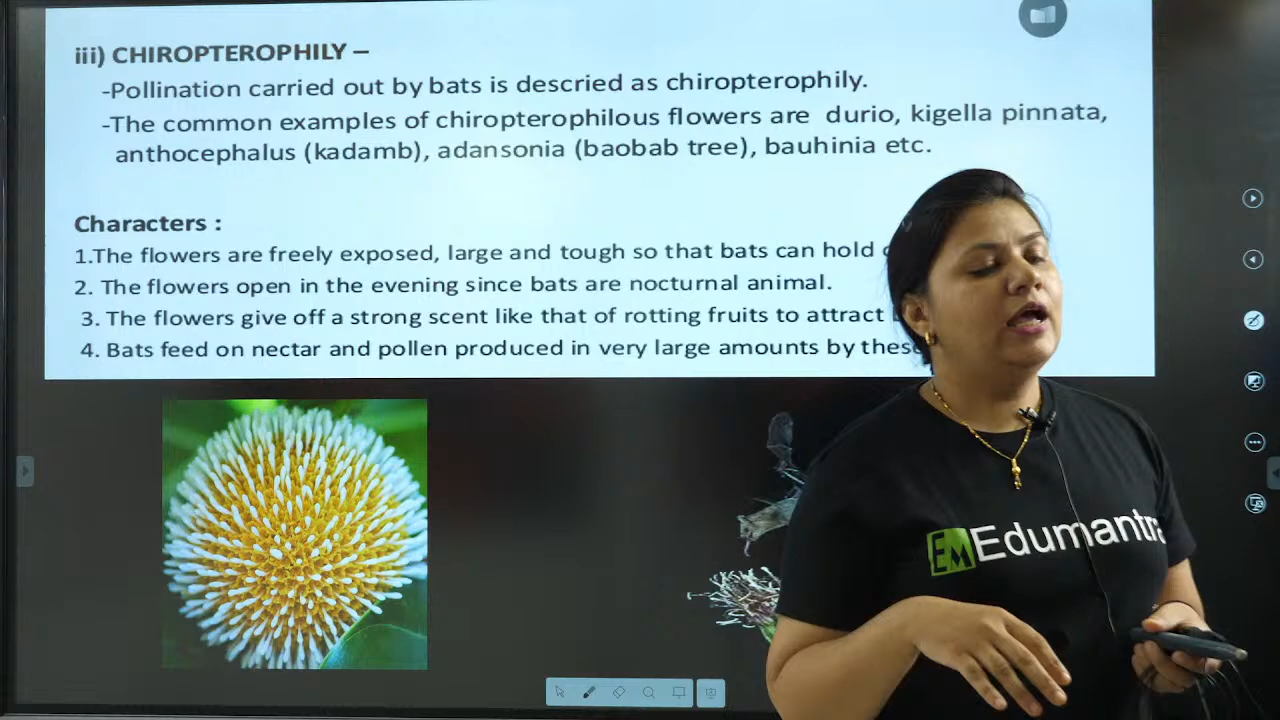 iii) CHIROPTEROPHILY –
-Pollination carried out by bats is descried as chiropterophily.
-The common examples of chiropterophilous flowers are durio, kigella pinnata,
anthocephalus (kadamb), adansonia (baobab tree), bauhinia etc.
Characters :
1.The flowers are freely exposed, large and tough so that bats can hold
2. The flowers open in the evening since bats are nocturnal animal.
3. The flowers give off a strong scent like that of rotting fruits to attract
4. Bats feed on nectar and pollen produced in very large amounts by
EM Edumantra